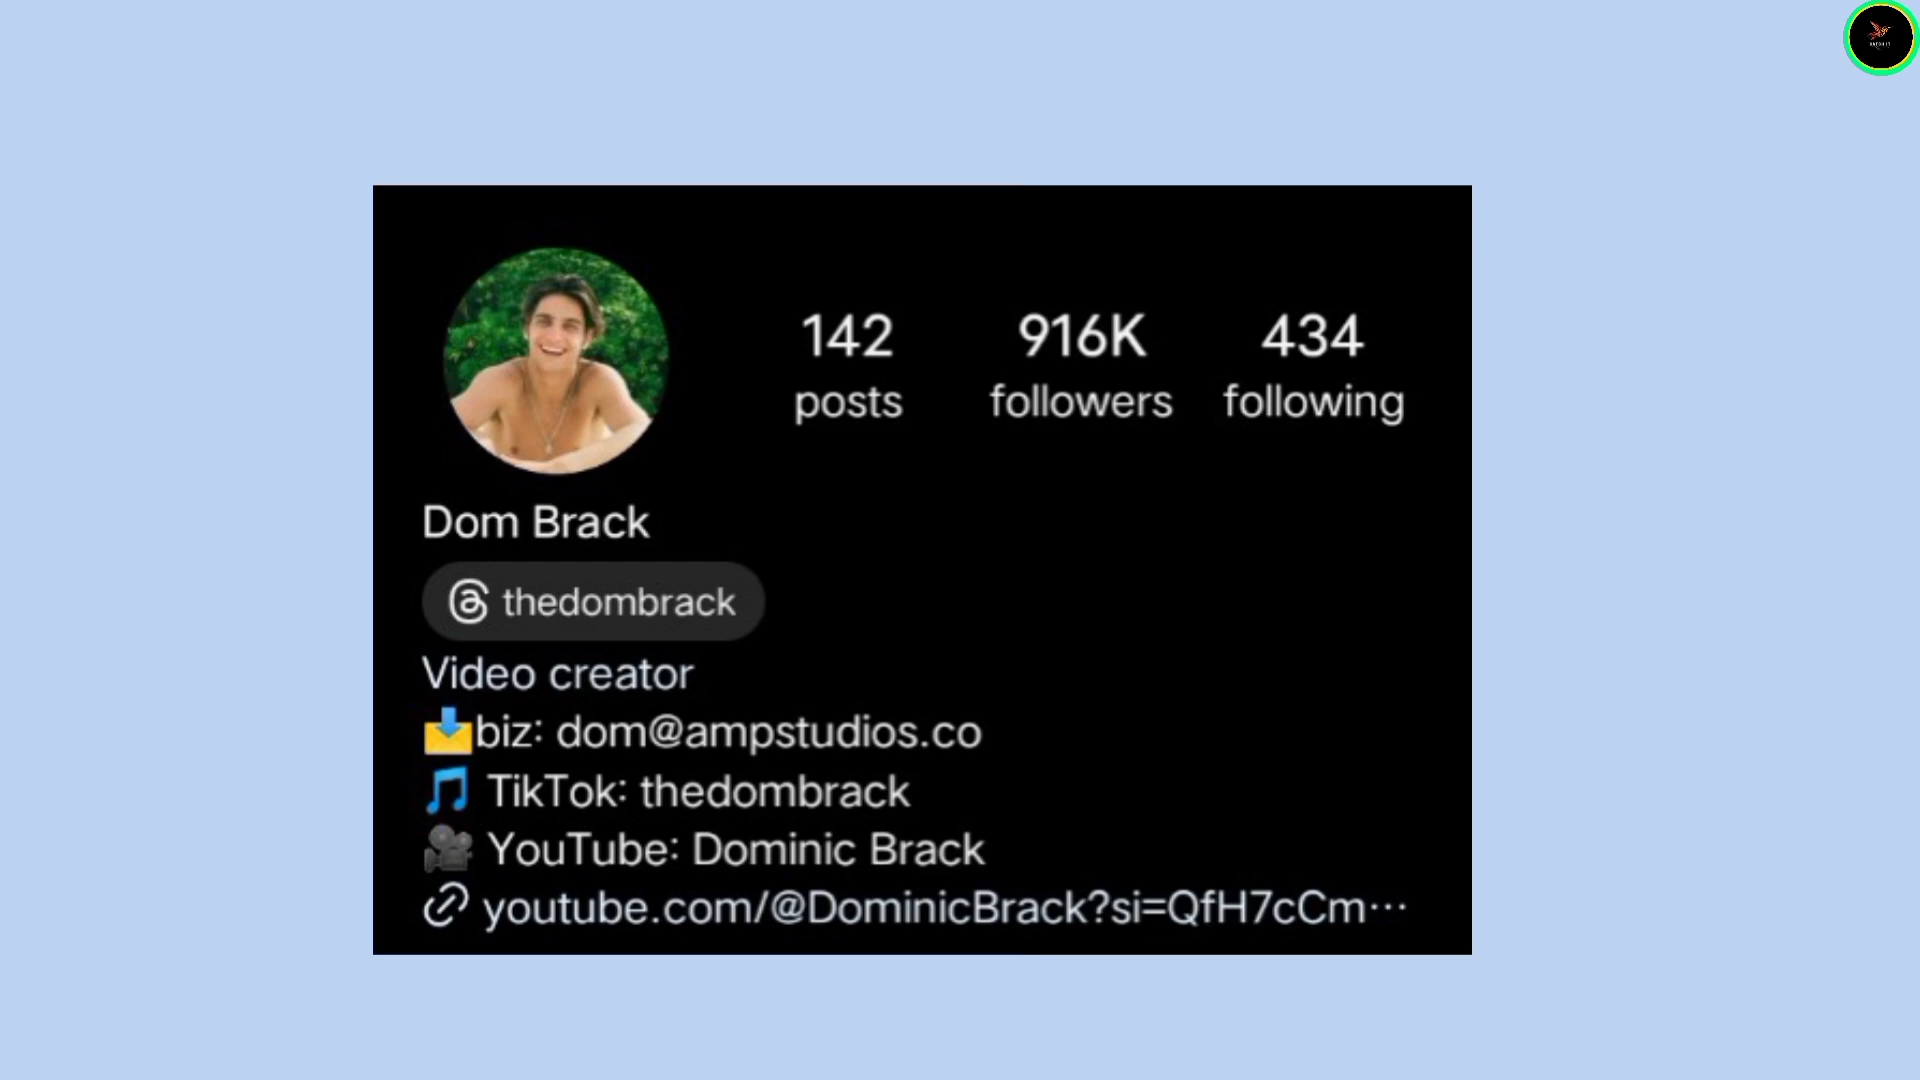 142
posts
916K
followers
434
following
Dom Brack
thedombrack
Video creator
📩biz: dom@ampstudios.co
🎵 TikTok: thedombrack
🎥 YouTube: Dominic Brack
youtube.com/@DominicBrack?si=QfH7cCm···